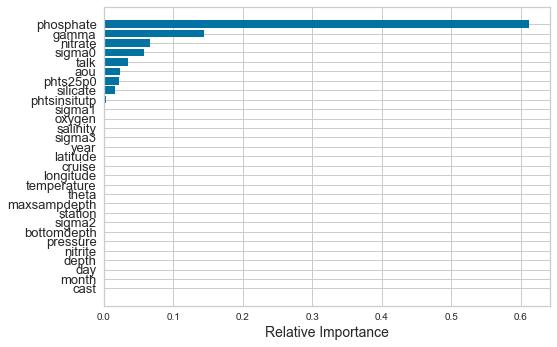 phosphate
gamma
nitrate
sigma0
talk
aou
phts25p0
silicate
phtsinsitutp
sigma1
oxygen
salinity
sigma3
year
latitude
cruise
longitude
temperature
theta
maxsampdepth
station
sigma2
bottomdepth
pressure
nitrite
depth
day
month
cast
0.0 0.1 0.2 0.3 0.4 0.5 0.6
Relative Importance